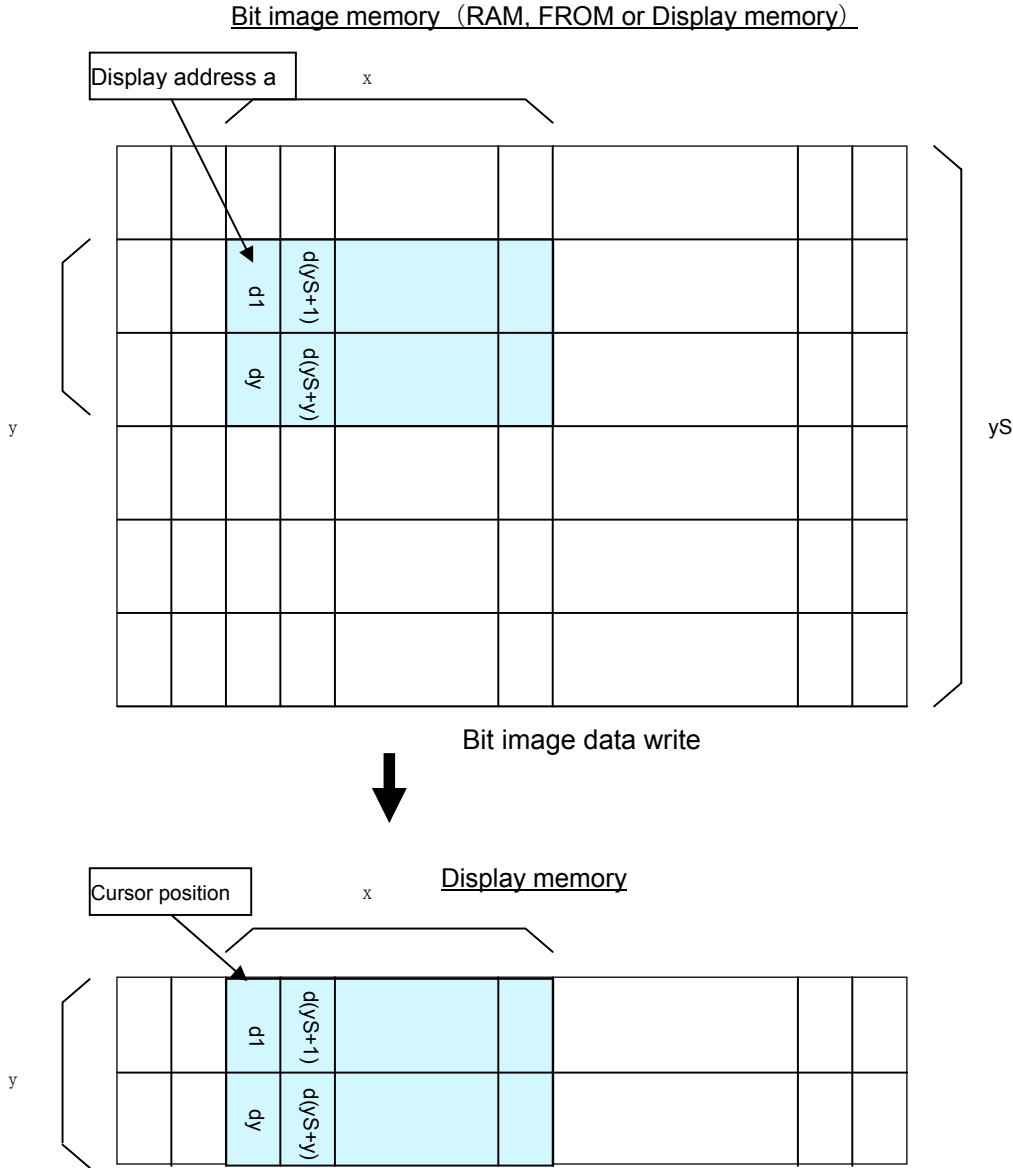 Bit image memory（RAM, FROM or Display memory）
Display address a
x
d1
d(yS+1)
dy
d(yS+y)
y
yS
Bit image data write
Display memory
Cursor position
x
d1
d(yS+1)
dy
d(yS+y)
y